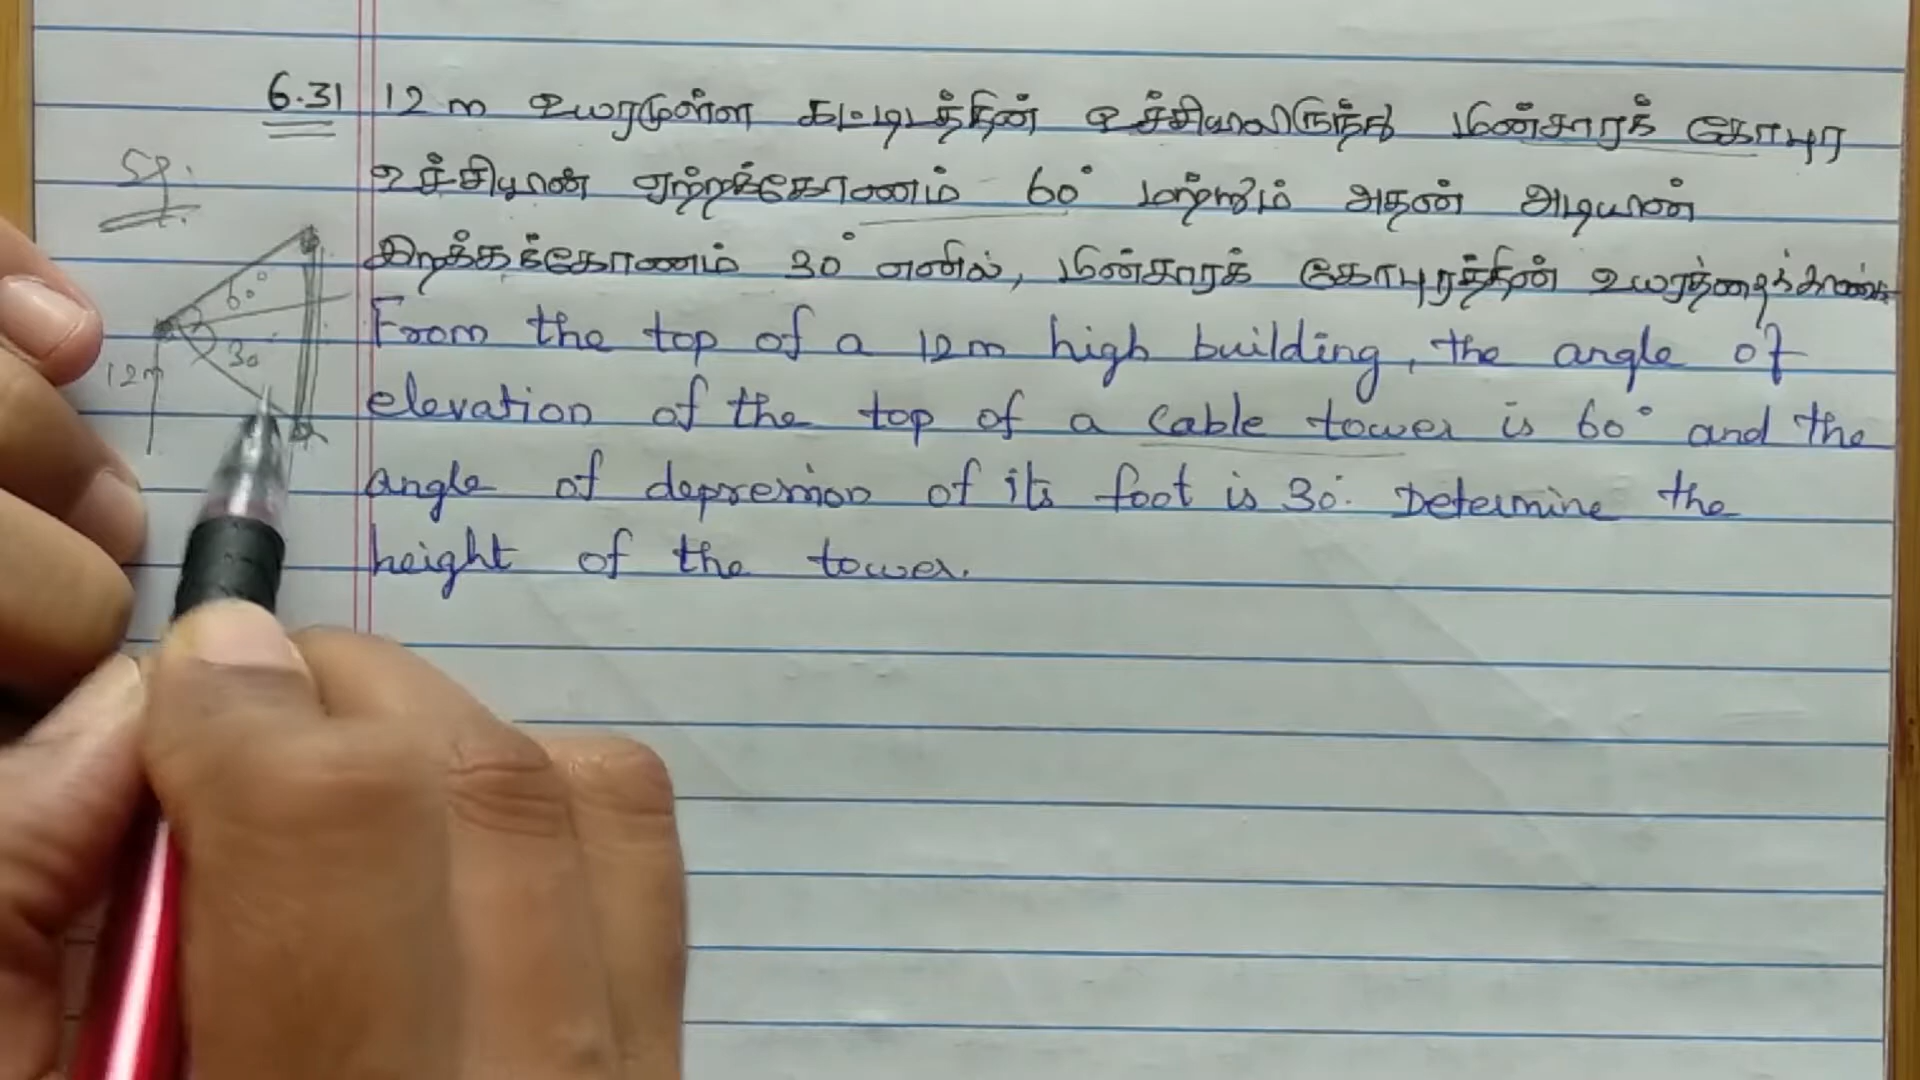 6.31 12 m உயரமுள்ள கட்டிடத்தின் உச்சியிலிருந்து மின்சாரக் கோபுர
உச்சியின் ஏற்றக்கோணம் 60° மற்றும் அதன் அடியின்
இறக்கக்கோணம் 30° எனில், மின்சாரக் கோபுரத்தின் உயரத்தைக்காண்க
60°
From the top of a 12m high building, the angle of
30
12m
elevation of the top of a cable tower is 60° and the
angle of depression of its foot is 30°. Determine the
height of the tower.